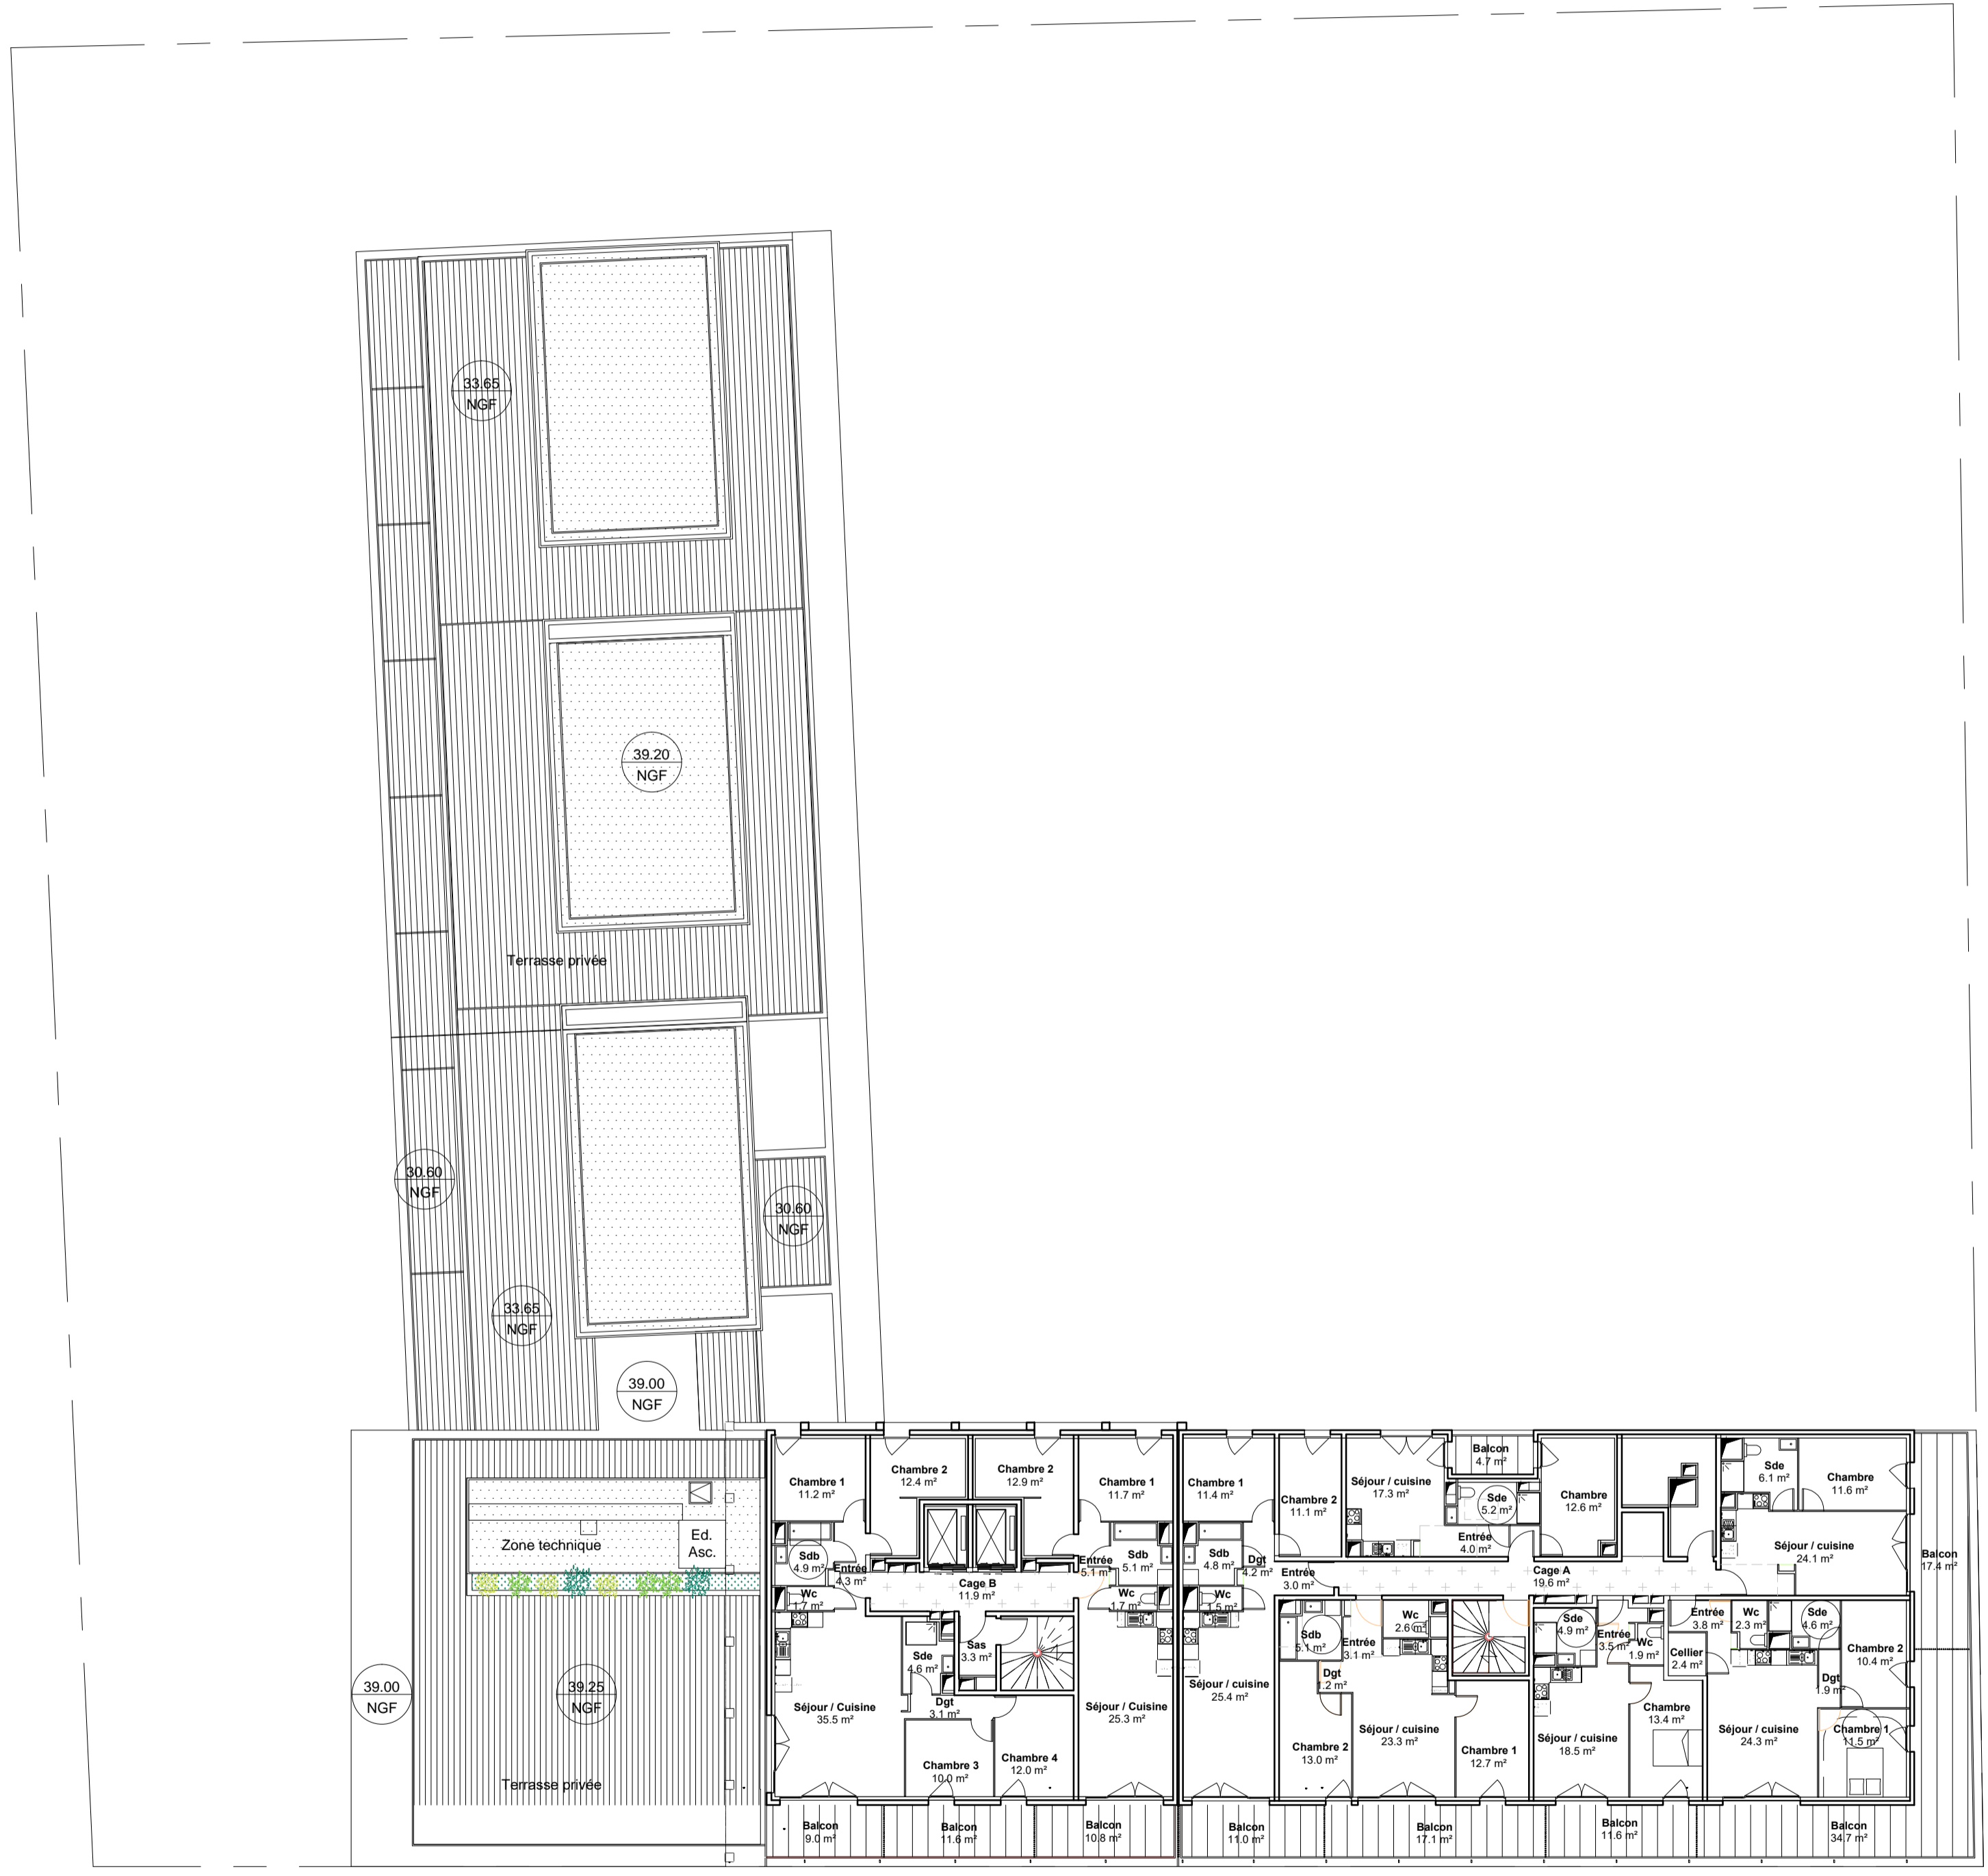 33.65
NGF
39.20
NGF
Terrasse privée
30.60
NGF
30.60
NGF
33.65
NGF
39.00
NGF
Zone technique
Ed.
Asc.
39.00
NGF
39.25
NGF
Terrasse privée
Chambre 1
11.2 m²
Chambre 2
12.4 m²
Chambre 2
12.9 m²
Chambre 1
11.7 m²
Sdb
4.9 m²
Entrée
4.3 m²
Wc
1.7 m²
Cage B
11.9 m²
Entrée
5.1 m²
Sdb
5.1 m²
Wc
1.7 m²
Sas
3.3 m²
Sde
4.6 m²
Dgt
3.1 m²
Séjour / Cuisine
35.5 m²
Chambre 3
10.0 m²
Chambre 4
12.0 m²
Séjour / Cuisine
25.3 m²
Balcon
9.0 m²
Balcon
11.6 m²
Balcon
10.8 m²
Chambre 1
11.4 m²
Chambre 2
11.1 m²
Séjour / cuisine
17.3 m²
Balcon
4.7 m²
Sde
5.2 m²
Entrée
4.0 m²
Chambre
12.6 m²
Sde
6.1 m²
Chambre
11.6 m²
Séjour / cuisine
24.1 m²
Balcon
17.4 m²
Sdb
4.8 m²
Dgt
4.2 m²
Entrée
3.0 m²
Wc
1.5 m²
Cage A
19.6 m²
Séjour / cuisine
25.4 m²
Sdb
5.1 m²
Entrée
3.1 m²
Wc
2.6 m²
Dgt
1.2 m²
Chambre 2
13.0 m²
Séjour / cuisine
23.3 m²
Chambre 1
12.7 m²
Sde
4.9 m²
Entrée
3.5 m²
Wc
1.9 m²
Cellier
2.4 m²
Entrée
3.8 m²
Wc
2.3 m²
Sde
4.6 m²
Chambre 2
10.4 m²
Dgt
1.9 m²
Séjour / cuisine
18.5 m²
Chambre
13.4 m²
Séjour / cuisine
24.3 m²
Chambre 1
11.5 m²
Balcon
11.0 m²
Balcon
17.1 m²
Balcon
11.6 m²
Balcon
34.7 m²